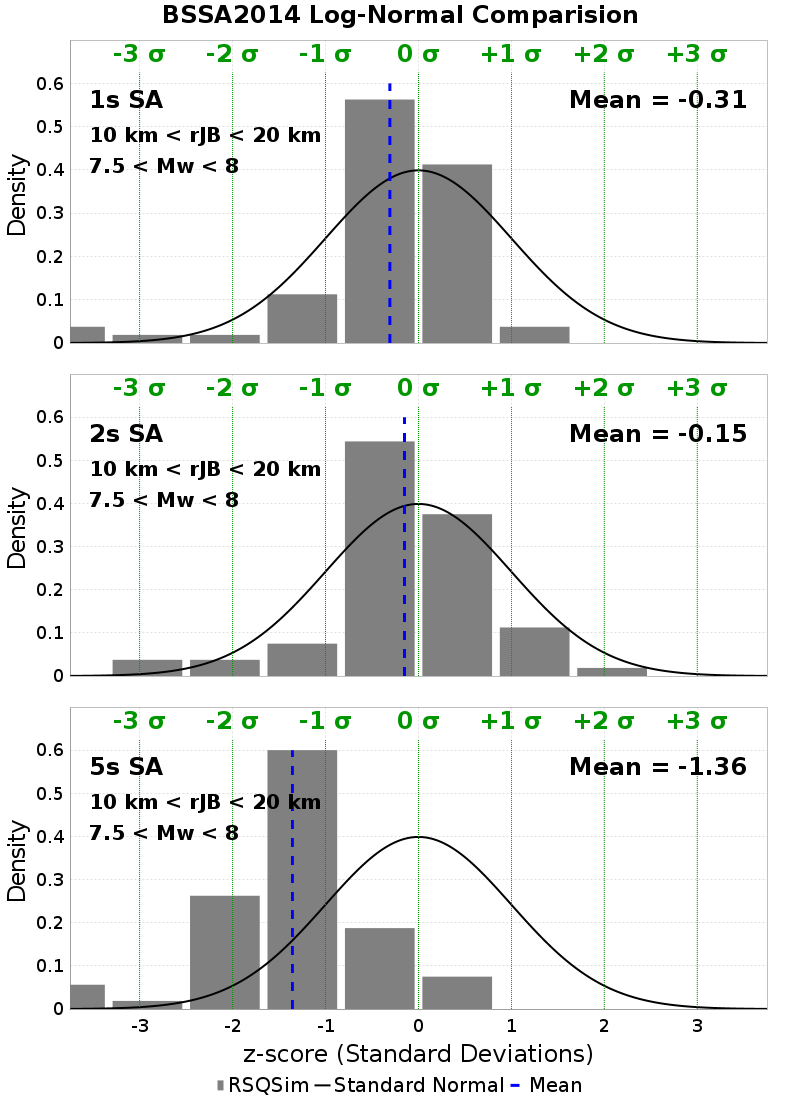 BSSA2014 Log-Normal Comparision
-3 σ -2 σ -1 σ 0 σ +1 σ +2 σ +3 σ
1s SA Mean = -0.31
10 km < rJB < 20 km
7.5 < Mw < 8
Density
0.6
0.5
0.4
0.3
0.2
0.1
0
-3 σ -2 σ -1 σ 0 σ +1 σ +2 σ +3 σ
2s SA Mean = -0.15
10 km < rJB < 20 km
7.5 < Mw < 8
Density
0.6
0.5
0.4
0.3
0.2
0.1
0
-3 σ -2 σ -1 σ 0 σ +1 σ +2 σ +3 σ
5s SA Mean = -1.36
10 km < rJB < 20 km
7.5 < Mw < 8
Density
0.6
0.5
0.4
0.3
0.2
0.1
0
-3 -2 -1 0 1 2 3
z-score (Standard Deviations)
RSQSim Standard Normal Mean